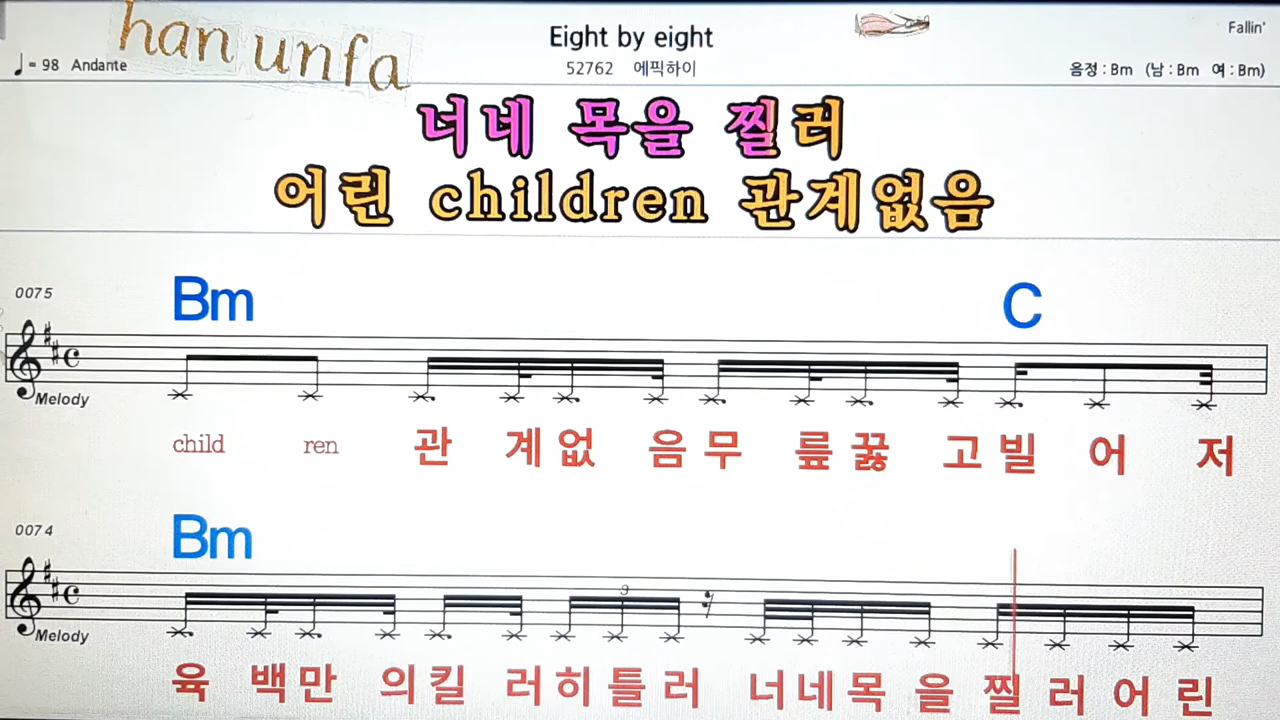 han unfa
Eight by eight
Fallin'
♩= 98 Andante
52762 에픽하이
음정 : Bm (남 : Bm 여 : Bm)
너네 목을 찔러
어린 children 관계없음
0075
Bm C
Melody
child ren 관 계없 음무 릎꿇 고빌 어 저
0074
Bm
3
Melody
육 백만 의킬 러히틀러 너네목 을 찔 러 어 린